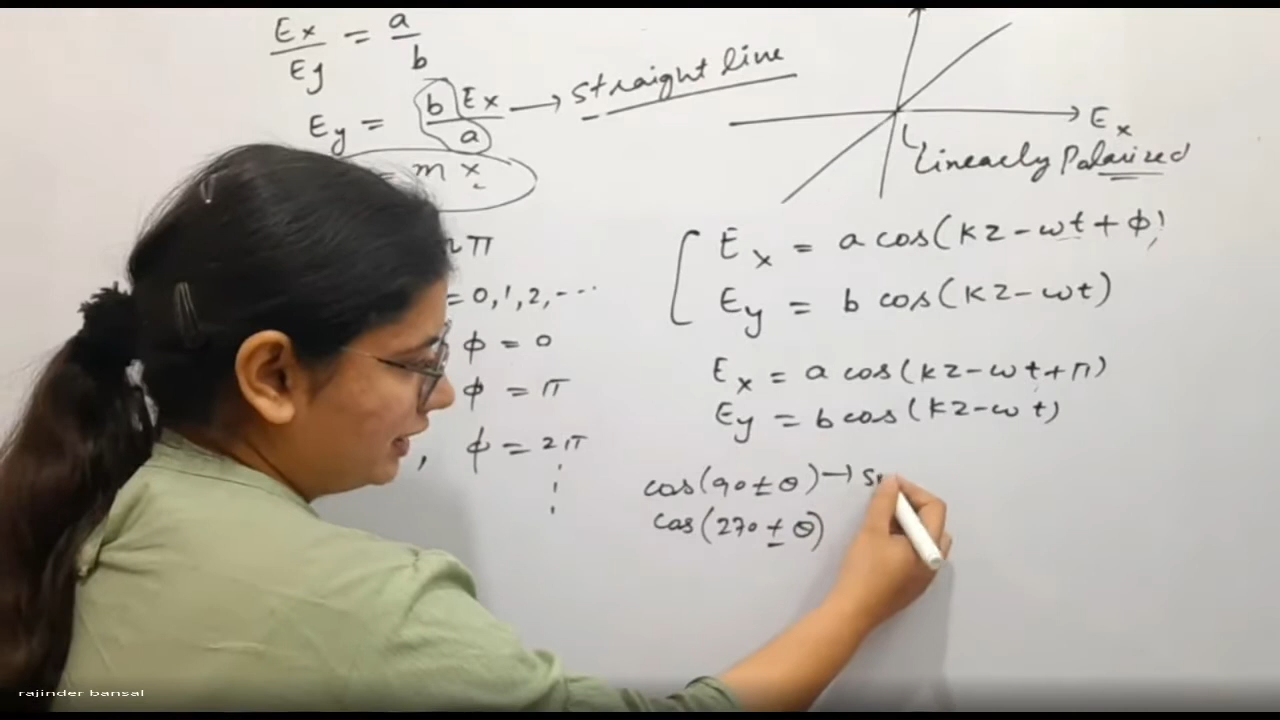 Ex/Ey = a/b
Ey = b Ex/a → straight line
= m x
nπ
= 0, 1, 2, ---
φ = 0
φ = π
, φ = 2π
Ex
Linearly Polarized
Ex = a cos(kz - ωt + φ)
Ey = b cos(kz - ωt)
Ex = a cos(kz - ωt + π)
Ey = b cos(kz - ωt)
cos(90 ± θ) → s
cos(270 ± θ)
rajinder bansal